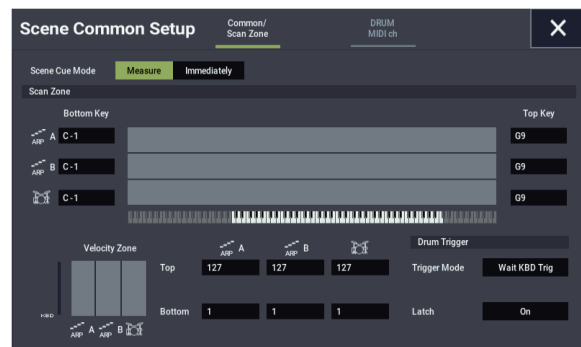 Scene Common Setup
Common/
Scan Zone
DRUM
MIDI ch
Scene Cue Mode
Measure
Immediately
Scan Zone
Bottom Key
Top Key
ARP A C-1
G9
ARP B C-1
G9
C-1
G9
Velocity Zone
ARP A
ARP B
Drum Trigger
Top 127 127 127
Trigger Mode Wait KBD Trig
KBD
Bottom 1 1 1
Latch On
ARP A ARP B